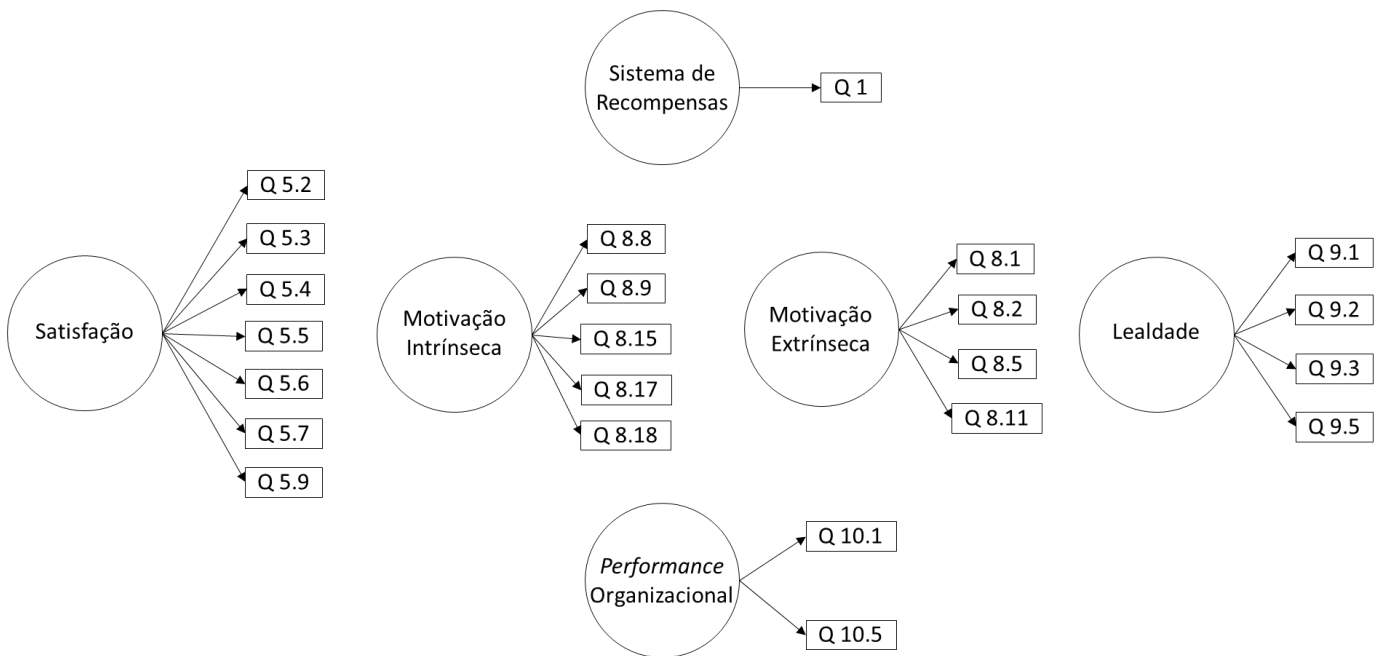 Sistema de
Recompensas
Q 1
Satisfação
Q 5.2
Q 5.3
Q 5.4
Q 5.5
Q 5.6
Q 5.7
Q 5.9
Motivação
Intrínseca
Q 8.8
Q 8.9
Q 8.15
Q 8.17
Q 8.18
Motivação
Extrínseca
Q 8.1
Q 8.2
Q 8.5
Q 8.11
Lealdade
Q 9.1
Q 9.2
Q 9.3
Q 9.5
Performance
Organizacional
Q 10.1
Q 10.5